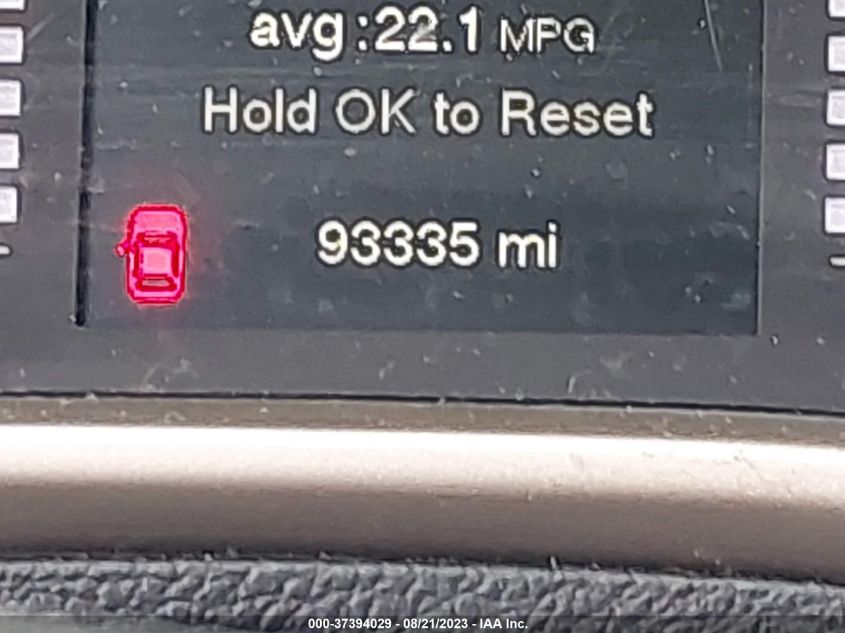 avg:22.1 MPG
Hold OK to Reset
93335 mi
000-37394029 - 08/21/2023 - IAA Inc.